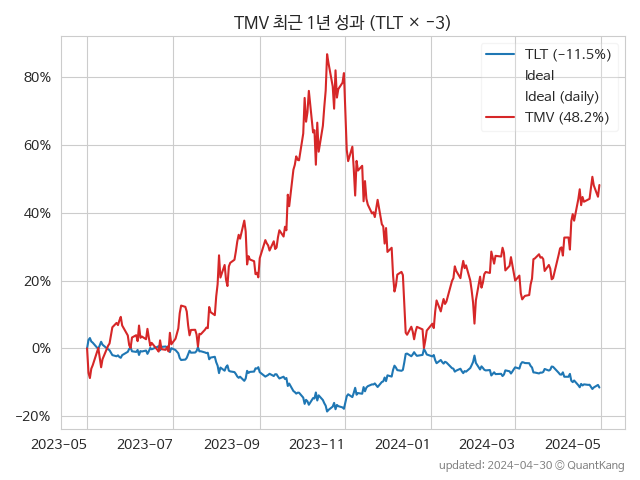 TMV 최근 1년 성과 (TLT × −3)
TLT (−11.5%)
Ideal
Ideal (daily)
TMV (48.2%)
80%
60%
40%
20%
0%
−20%
2023-05 2023-07 2023-09 2023-11 2024-01 2024-03 2024-05
updated: 2024-04-30 © QuantKang